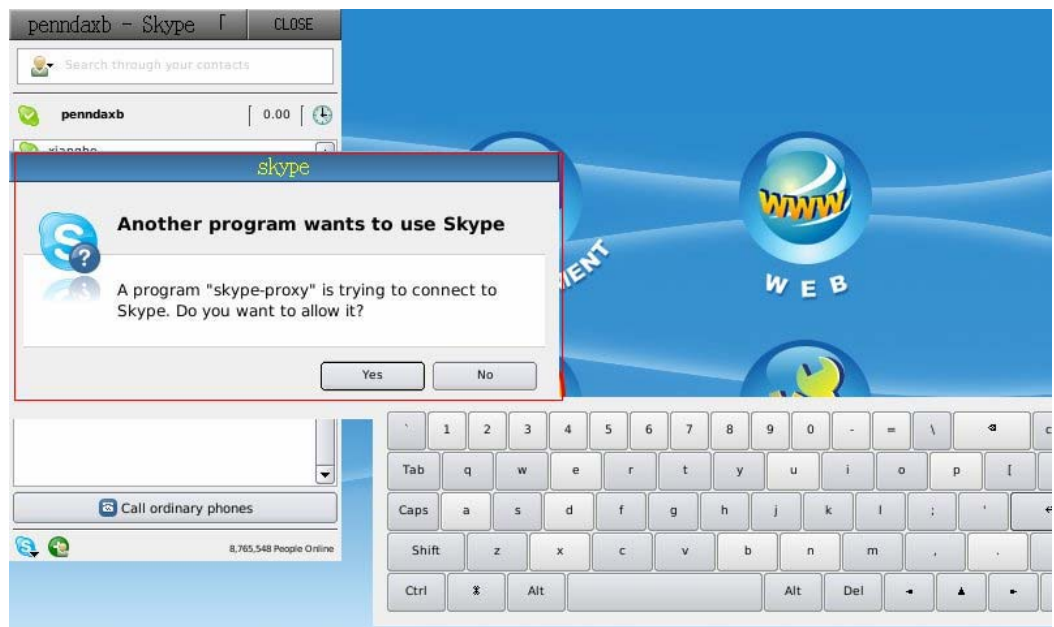 penndaxb - Skype
CLOSE
Search through your contacts
penndaxb
0.00
skype
Another program wants to use Skype
A program "skype-proxy" is trying to connect to
Skype. Do you want to allow it?
Yes No
WWW
WEB
MENT
Call ordinary phones
8,765,548 People Online
` 1 2 3 4 5 6 7 8 9 0 - = \
Tab q w e r t y u i o p [
Caps a s d f g h j k l ; '
Shift z x c v b n m , .
Ctrl ⌘ Alt Alt Del